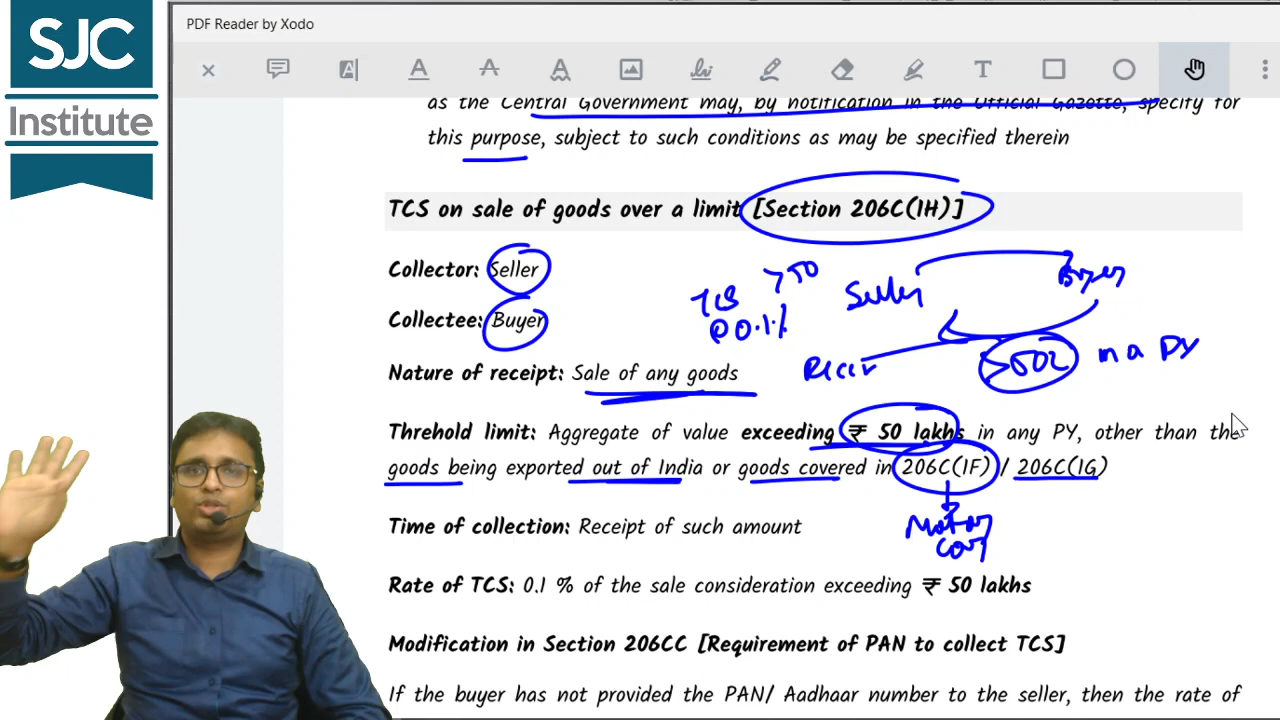 SJC
Institute
PDF Reader by Xodo
as the Central Government may, by notification in the Official Gazette, specify for
this purpose, subject to such conditions as may be specified therein
TCS on sale of goods over a limit [Section 206C(1H)]
Collector: Seller
Collectee: Buyer
TCS >50
@ 0.1%
Seller Buyer
>50L in a PY
Nature of receipt: Sale of any goods
Threhold limit: Aggregate of value exceeding ₹ 50 lakhs in any PY, other than the
goods being exported out of India or goods covered in 206C(1F) / 206C(1G)
Motor
Car
Time of collection: Receipt of such amount
Rate of TCS: 0.1 % of the sale consideration exceeding ₹ 50 lakhs
Modification in Section 206CC [Requirement of PAN to collect TCS]
If the buyer has not provided the PAN/ Aadhaar number to the seller, then the rate of